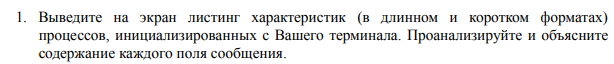 1. Выведите на экран листинг характеристик (в длинном и коротком форматах)
процессов, инициализированных с Вашего терминала. Проанализируйте и объясните
содержание каждого поля сообщения.